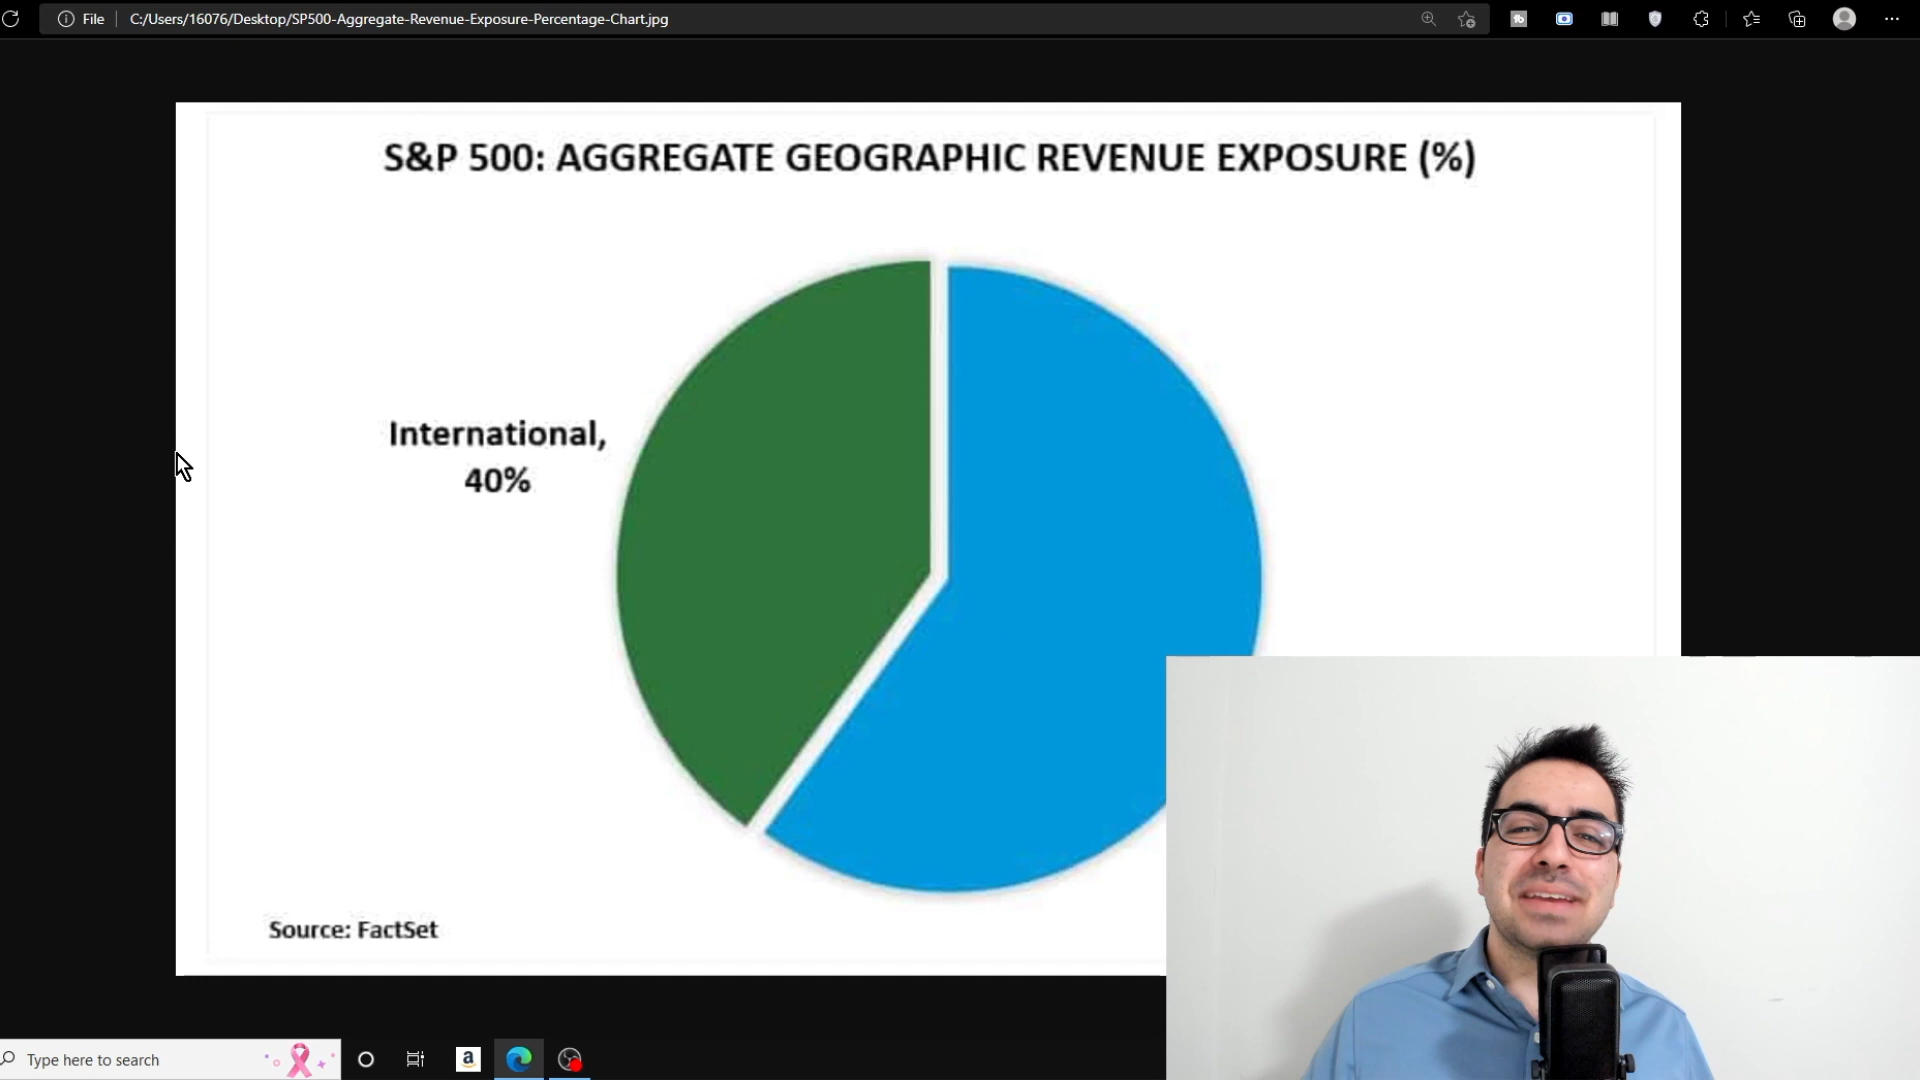 File
C:/Users/16076/Desktop/SP500-Aggregate-Revenue-Exposure-Percentage-Chart.jpg
S&P 500: AGGREGATE GEOGRAPHIC REVENUE EXPOSURE (%)
International,
40%
Source: FactSet
Type here to search
a